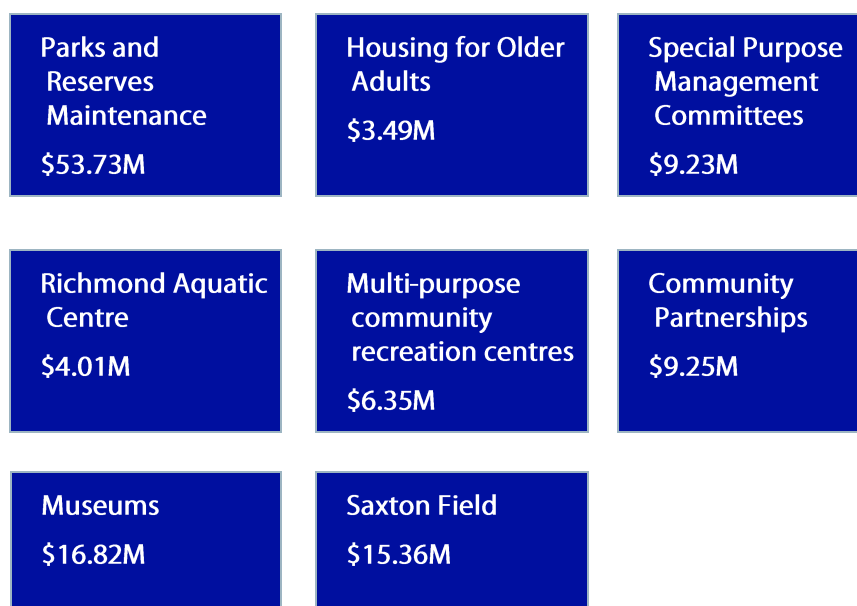 Parks and
Reserves
Maintenance
$53.73M
Housing for Older
Adults
$3.49M
Special Purpose
Management
Committees
$9.23M
Richmond Aquatic
Centre
$4.01M
Multi-purpose
community
recreation centres
$6.35M
Community
Partnerships
$9.25M
Museums
$16.82M
Saxton Field
$15.36M